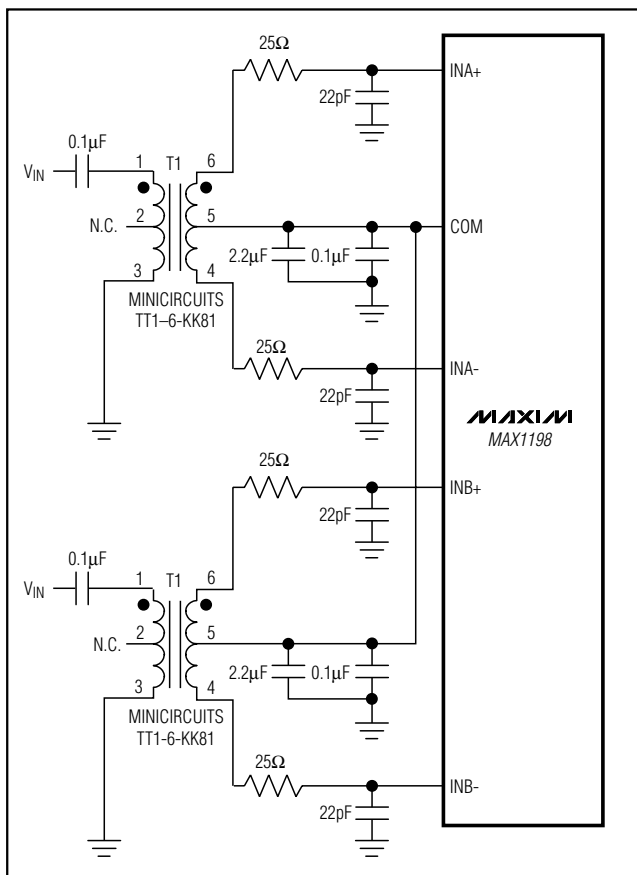 25Ω
INA+
22pF
0.1μF
VIN
1
T1
6
N.C.
2
5
COM
2.2μF
0.1μF
3
4
MINICIRCUITS
TT1–6-KK81
25Ω
INA-
22pF
MAXIM
MAX1198
25Ω
INB+
22pF
0.1μF
VIN
1
T1
6
N.C.
2
5
2.2μF
0.1μF
3
4
MINICIRCUITS
TT1-6-KK81
25Ω
INB-
22pF